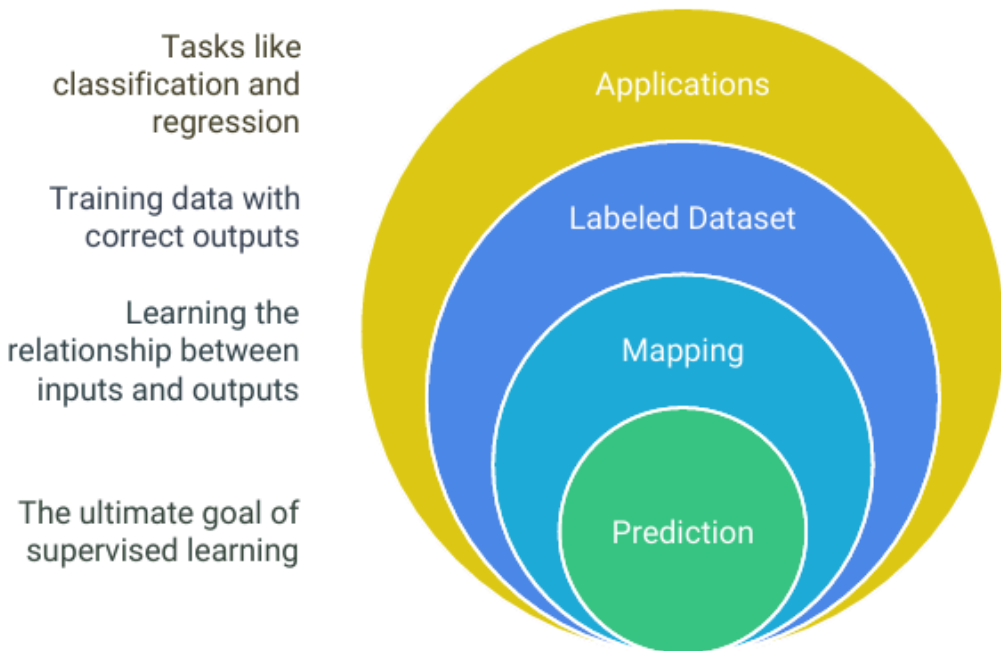 Tasks like
classification and
regression
Applications
Training data with
correct outputs
Labeled Dataset
Learning the
relationship between
inputs and outputs
Mapping
The ultimate goal of
supervised learning
Prediction